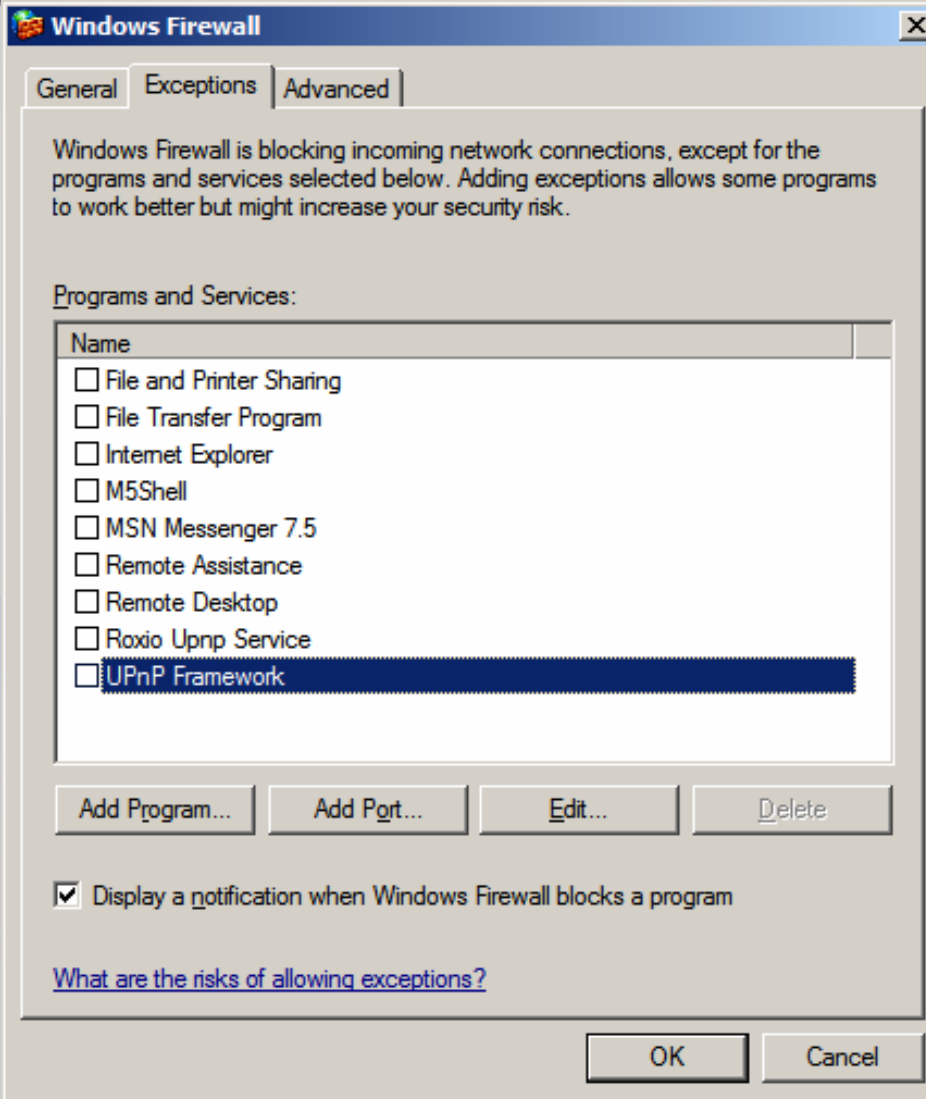 Windows Firewall
General
Exceptions
Advanced
Windows Firewall is blocking incoming network connections, except for the
programs and services selected below. Adding exceptions allows some programs
to work better but might increase your security risk.
Programs and Services:
Name
File and Printer Sharing
File Transfer Program
Internet Explorer
M5Shell
MSN Messenger 7.5
Remote Assistance
Remote Desktop
Roxio Upnp Service
UPnP Framework
Add Program...
Add Port...
Edit...
Delete
Display a notification when Windows Firewall blocks a program
What are the risks of allowing exceptions?
OK
Cancel